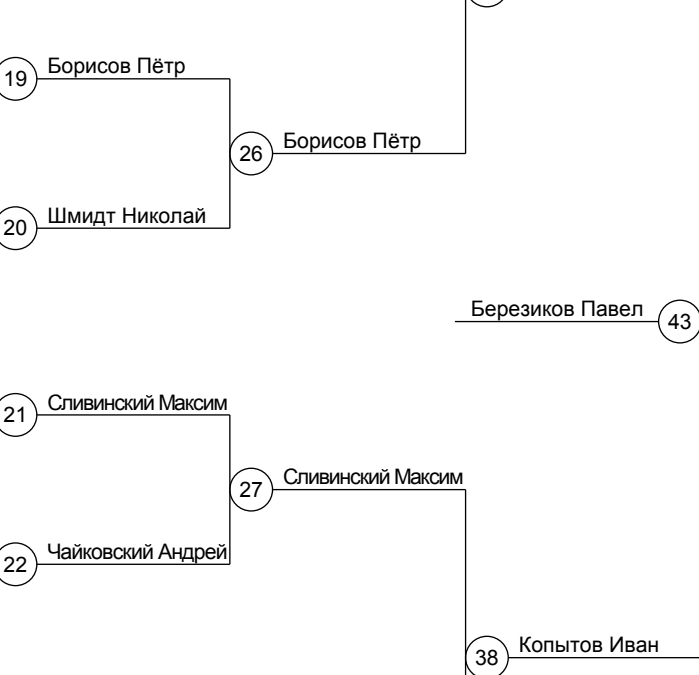 19
Борисов Пётр
26
Борисов Пётр
20
Шмидт Николай
Березиков Павел
43
21
Сливинский Максим
27
Сливинский Максим
22
Чайковский Андрей
38
Копытов Иван